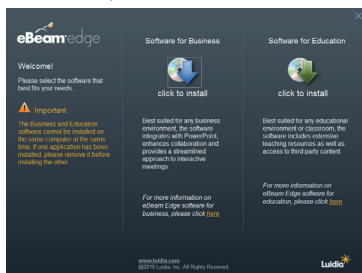 eBeam edge
Welcome!
Please select the software that
best fits your needs.
Important
The Business and Education
software cannot be installed on
the same computer at the same
time. If one application has been
installed, please remove it before
installing the other.
Software for Business
click to install
Best suited for any business
environment, the software
integrates with PowerPoint,
enhances collaboration and
provides a streamlined
approach to interactive
meetings.
For more information on
eBeam Edge software for
business, please click here
Software for Education
click to install
Best suited for any educational
environment or classroom, the
software includes extensive
teaching resources as well as
access to third party content.
For more information on
eBeam Edge software for
education, please click here
www.luidia.com
@2010 Luidia, Inc. All Rights Reserved.
Luidia